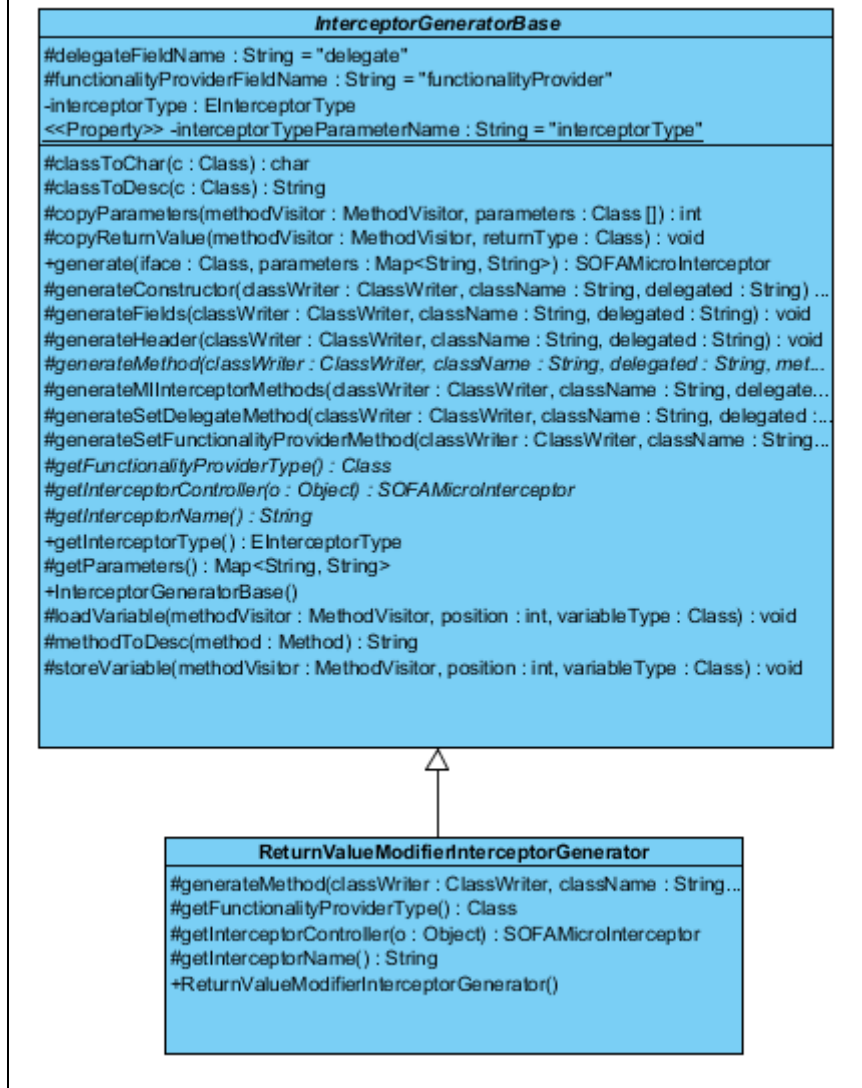 InterceptorGeneratorBase
#delegateFieldName : String = "delegate"
#functionalityProviderFieldName : String = "functionalityProvider"
-interceptorType : EInterceptorType
<<Property>> -interceptorTypeParameterName : String = "interceptorType"
#classToChar(c : Class) : char
#classToDesc(c : Class) : String
#copyParameters(methodVisitor : MethodVisitor, parameters : Class []) : int
#copyReturnValue(methodVisitor : MethodVisitor, returnType : Class) : void
+generate(iface : Class, parameters : Map<String, String>) : SOFAMicroInterceptor
#generateConstructor(classWriter : ClassWriter, className : String, delegated : String) ...
#generateFields(classWriter : ClassWriter, className : String, delegated : String) : void
#generateHeader(classWriter : ClassWriter, className : String, delegated : String) : void
#generateMethod(classWriter : ClassWriter, className : String, delegated : String, met...
#generateMIInterceptorMethods(classWriter : ClassWriter, className : String, delegate...
#generateSetDelegateMethod(classWriter : ClassWriter, className : String, delegated :...
#generateSetFunctionalityProviderMethod(classWriter : ClassWriter, className : String...
#getFunctionalityProviderType() : Class
#getInterceptorController(o : Object) : SOFAMicroInterceptor
#getInterceptorName() : String
+getInterceptorType() : EInterceptorType
#getParameters() : Map<String, String>
+InterceptorGeneratorBase()
#loadVariable(methodVisitor : MethodVisitor, position : int, variableType : Class) : void
#methodToDesc(method : Method) : String
#storeVariable(methodVisitor : MethodVisitor, position : int, variableType : Class) : void
ReturnValueModifierInterceptorGenerator
#generateMethod(classWriter : ClassWriter, className : String...
#getFunctionalityProviderType() : Class
#getInterceptorController(o : Object) : SOFAMicroInterceptor
#getInterceptorName() : String
+ReturnValueModifierInterceptorGenerator()